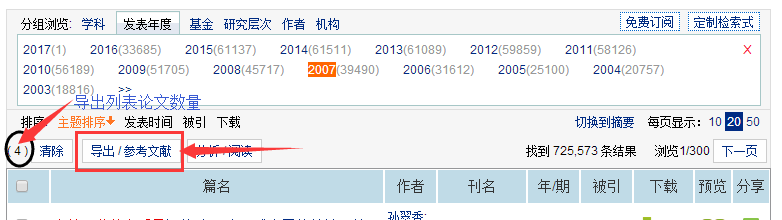 分组浏览: 学科 发表年度 基金 研究层次 作者 机构 免费订阅 定制检索式
2017(1) 2016(33685) 2015(61137) 2014(61511) 2013(61089) 2012(59859) 2011(58126) X
2010(56189) 2009(51705) 2008(45717) 2007(39490) 2006(31612) 2005(25100) 2004(20757)
2003(18816) >>
导出列表论文数量
排序: 主题排序 发表时间 被引 下载 切换到摘要 每页显示: 10 20 50
( 4 ) 清除 导出 / 参考文献 分析 / 阅读 找到 725,573 条结果 浏览1/300 下一页
篇名 作者 刊名 年/期 被引 下载 预览 分享